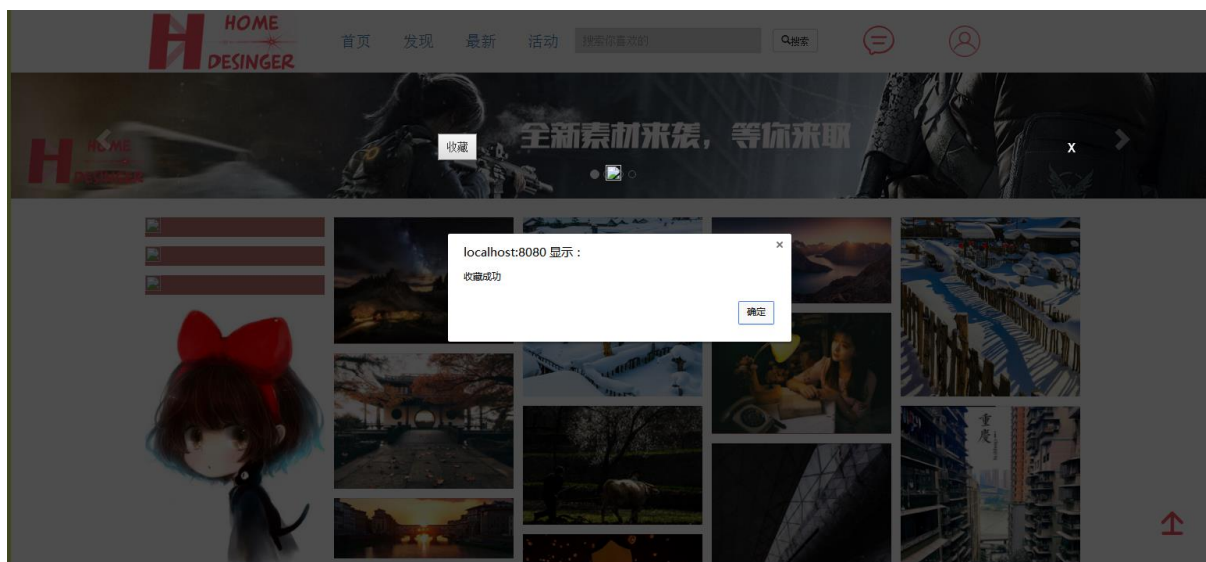 HOME
DESINGER
首页 发现 最新 活动 搜索你喜欢的 搜索
全新素材来袭,等你来取
HOME
DESINGER
收藏
x
localhost:8080 显示:
×
收藏成功
确定
重
庆